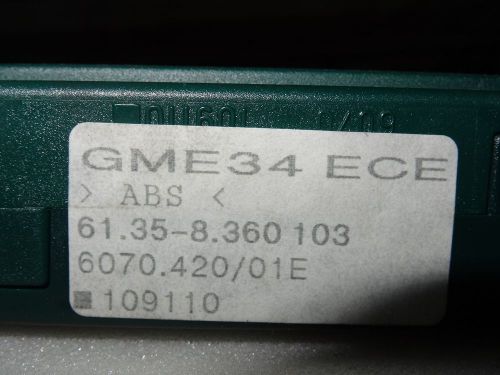 GME34 ECE
> ABS <
61.35-8.360 103
6070.420/01E
109110